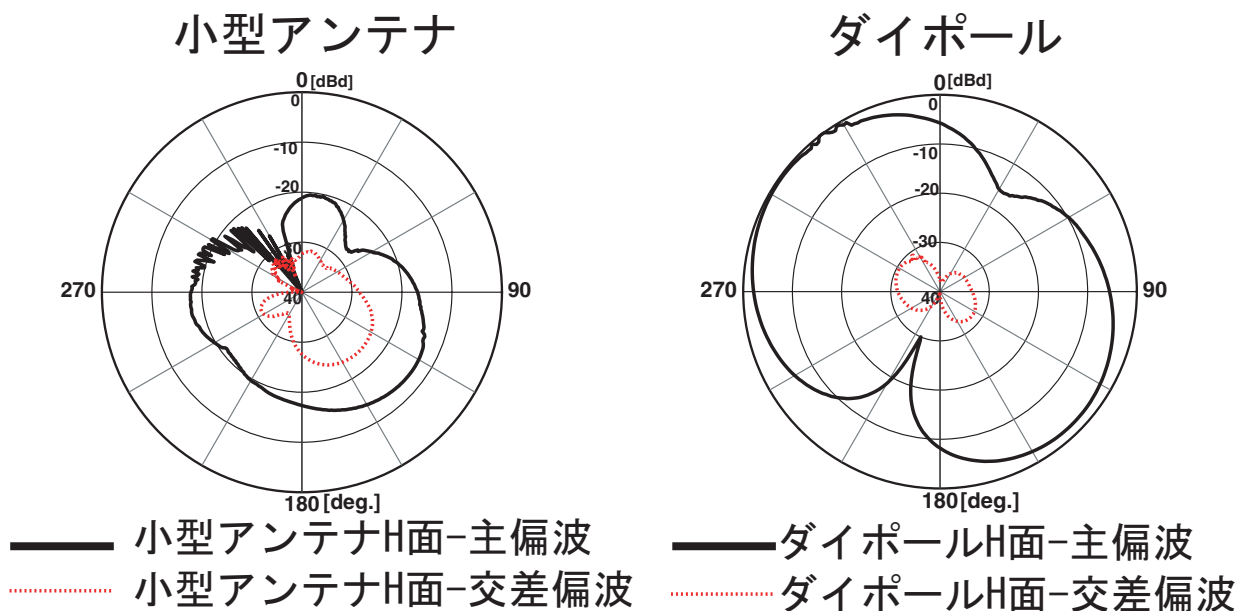 小型アンテナ
0 [dBd]
0
-10
-20
-30
40
270
90
180 [deg.]
小型アンテナH面-主偏波
小型アンテナH面-交差偏波
ダイポール
0 [dBd]
0
-10
-20
-30
40
270
90
180 [deg.]
ダイポールH面-主偏波
ダイポールH面-交差偏波